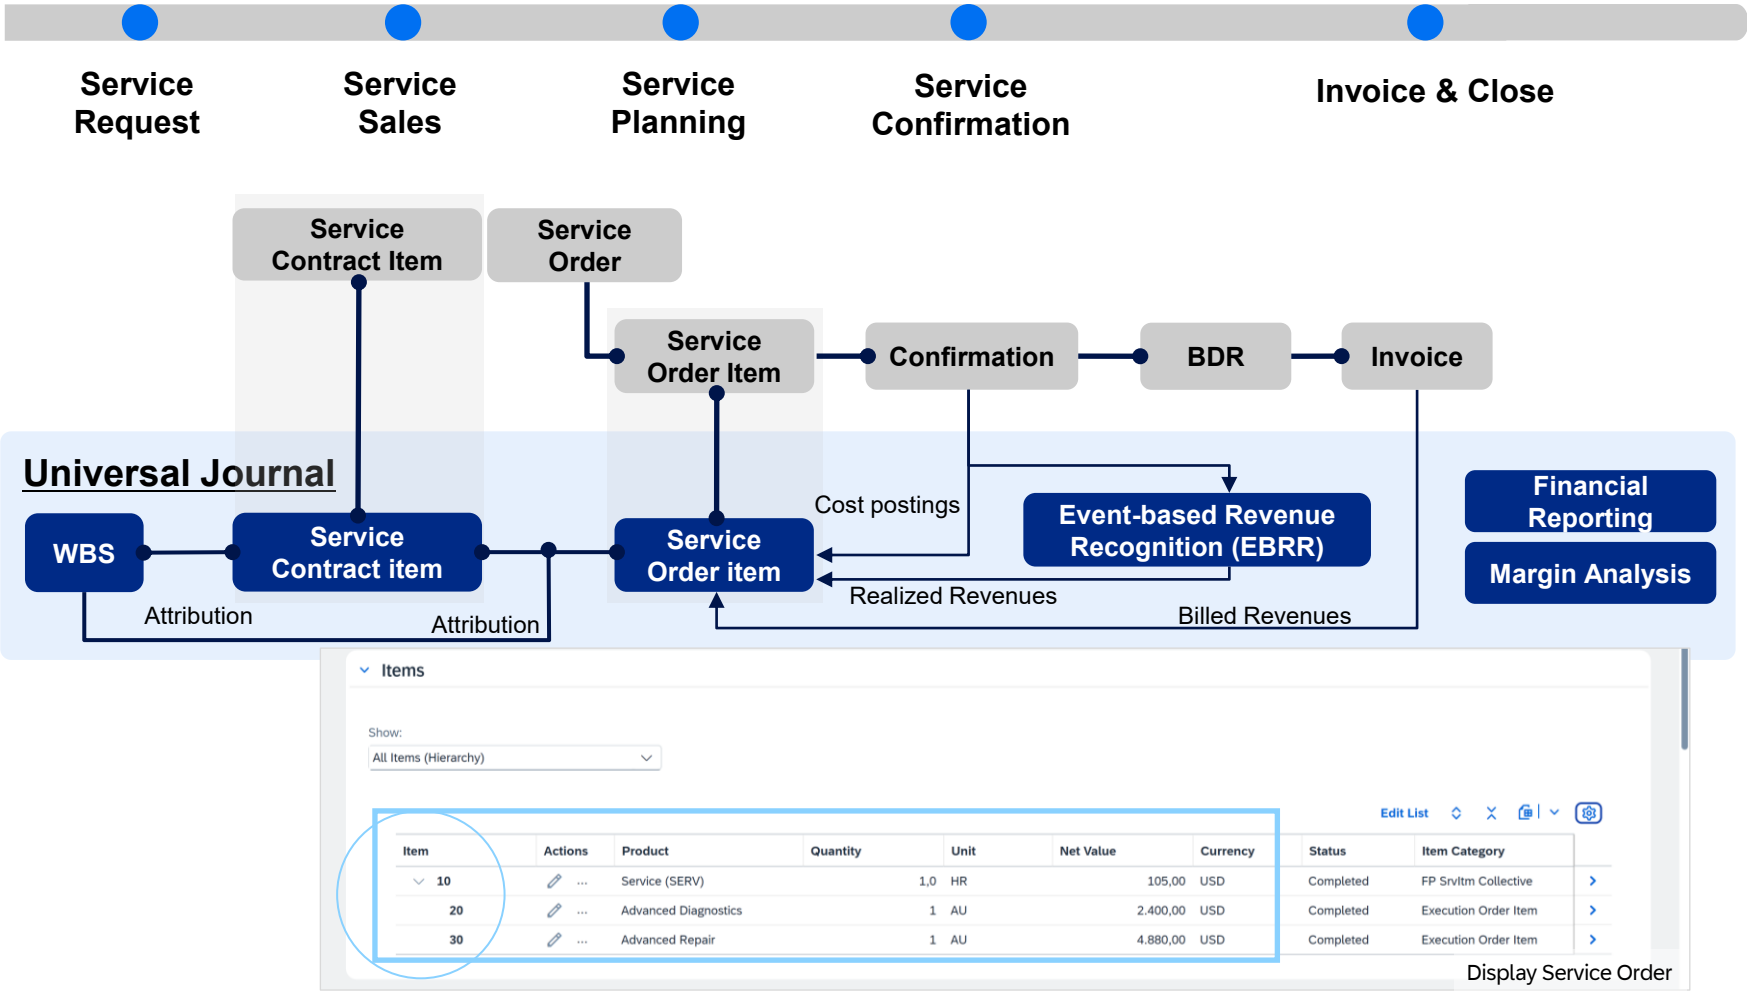 Service
Request
Service
Sales
Service
Planning
Service
Confirmation
Invoice & Close
Service
Contract Item
Service
Order
Service
Order Item
Confirmation
BDR
Invoice
Universal Journal
WBS
Service
Contract item
Service
Order item
Cost postings
Event-based Revenue
Recognition (EBRR)
Financial
Reporting
Margin Analysis
Attribution
Attribution
Realized Revenues
Billed Revenues
Items
Show:
All Items (Hierarchy)
Edit List
Item Actions Product Quantity Unit Net Value Currency Status Item Category
10 ... Service (SERV) 1,0 HR 105,00 USD Completed FP SrvItm Collective
20 ... Advanced Diagnostics 1 AU 2.400,00 USD Completed Execution Order Item
30 ... Advanced Repair 1 AU 4.880,00 USD Completed Execution Order Item
Display Service Order